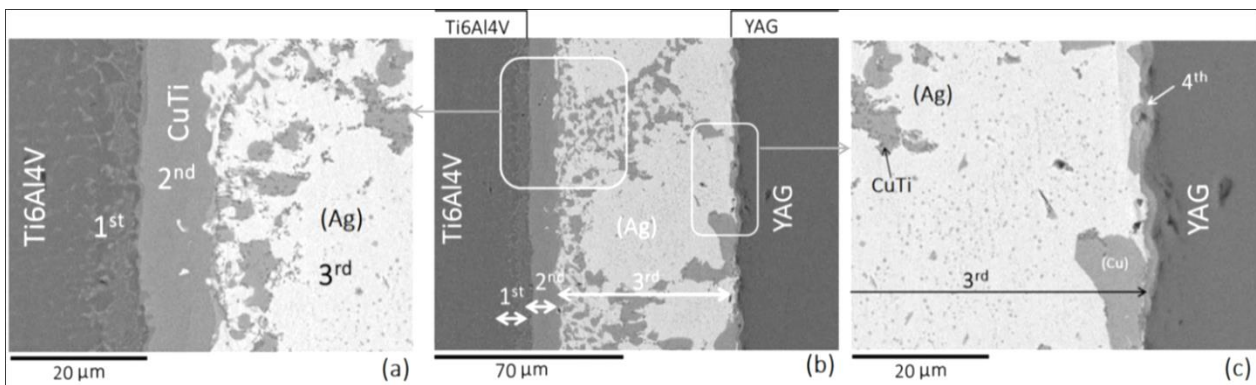 Ti6Al4V
1st
2nd
CuTi
(Ag)
3rd
20 μm
(a)
Ti6Al4V
YAG
Ti6Al4V
1st
2nd
3rd
(Ag)
YAG
70 μm
(b)
(Ag)
CuTi
4th
YAG
(Cu)
3rd
20 μm
(c)